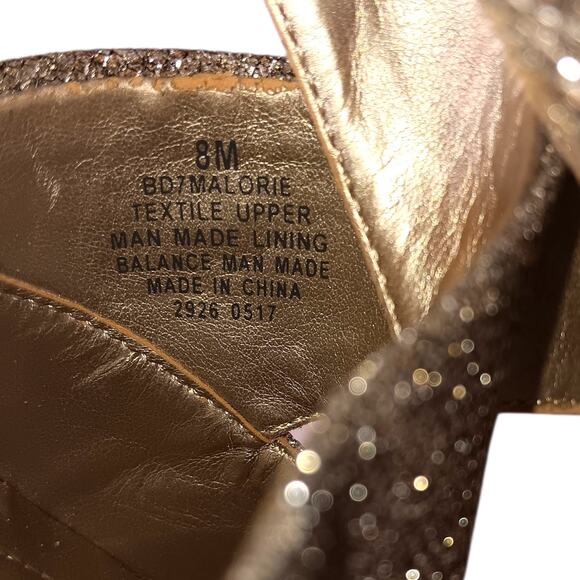 8M
BD7MALORIE
TEXTILE UPPER
MAN MADE LINING
BALANCE MAN MADE
MADE IN CHINA
2926 0517